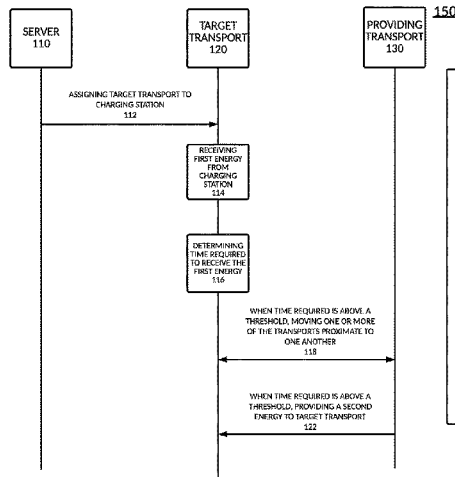 150
SERVER
110
TARGET
TRANSPORT
120
PROVIDING
TRANSPORT
130
ASSIGNING TARGET TRANSPORT TO
CHARGING STATION
112
RECEIVING
FIRST ENERGY
FROM
CHARGING
STATION
114
DETERMINING
TIME REQUIRED
TO RECEIVE THE
FIRST ENERGY
116
WHEN TIME REQUIRED IS ABOVE A
THRESHOLD, MOVING ONE OR MORE
OF THE TRANSPORTS PROXIMATE TO
ONE ANOTHER
118
WHEN TIME REQUIRED IS ABOVE A
THRESHOLD, PROVIDING A SECOND
ENERGY TO TARGET TRANSPORT
122